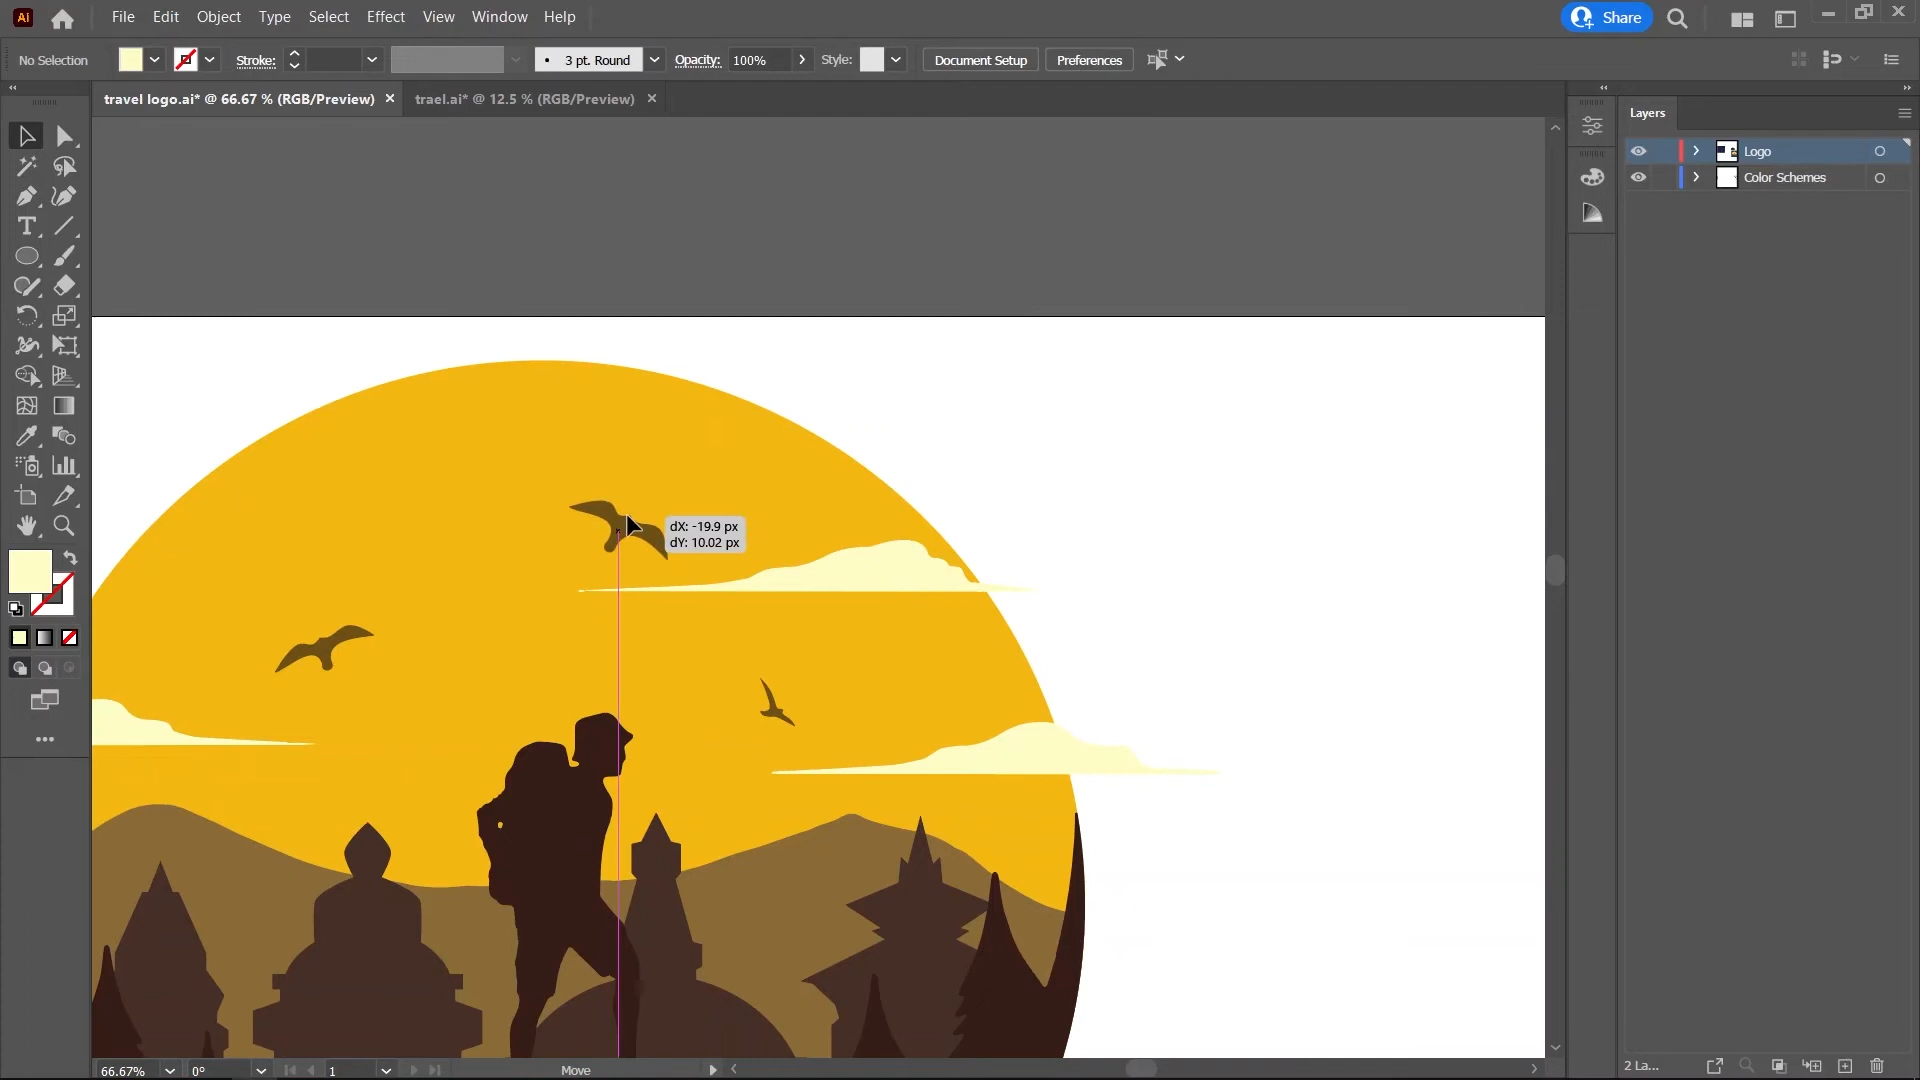 Ai File Edit Object Type Select Effect View Window Help Share
No Selection Stroke: 3 pt. Round Opacity: 100% Style: Document Setup Preferences
travel logo.ai* @ 66.67 % (RGB/Preview) × trael.ai* @ 12.5 % (RGB/Preview) ×
Layers
Logo
Color Schemes
dX: -19.9 px
dY: 10.02 px
66.67% 0° 1 Move 2 La...